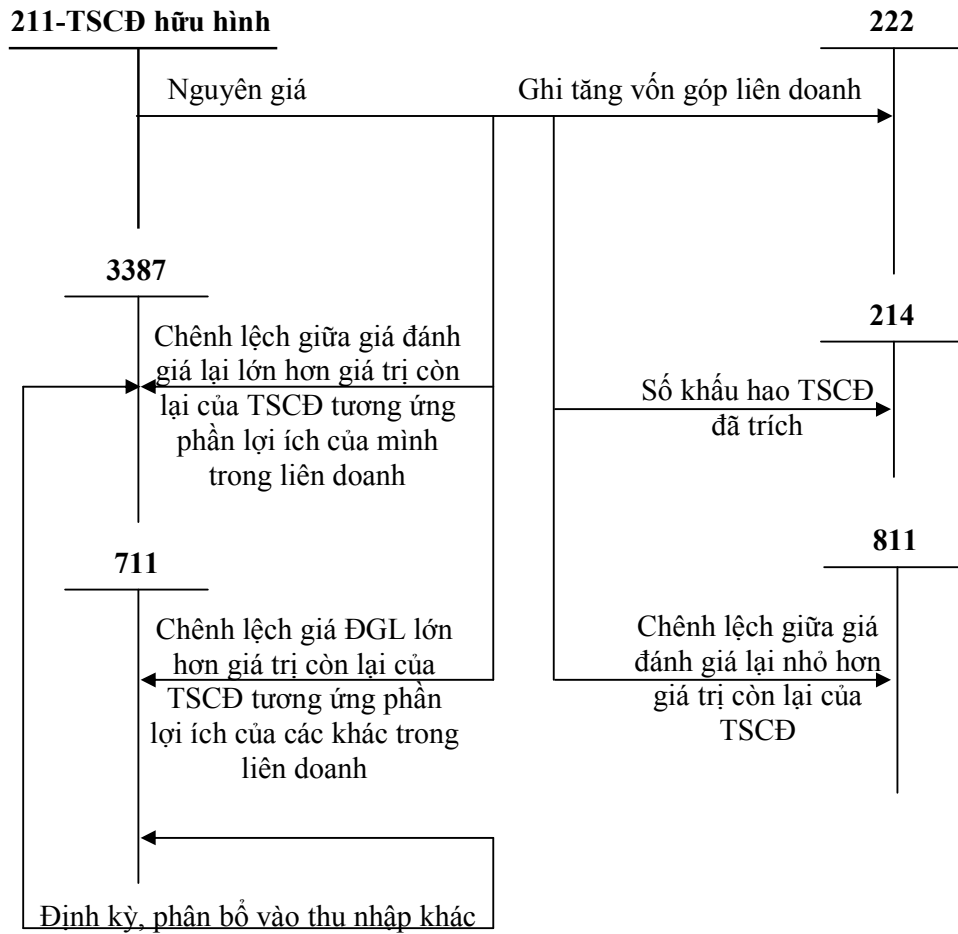 211-TSCĐ hữu hình
222
Nguyên giá
Ghi tăng vốn góp liên doanh
3387
214
Chênh lệch giữa giá đánh
giá lại lớn hơn giá trị còn
lại của TSCĐ tương ứng
phần lợi ích của mình
trong liên doanh
Số khấu hao TSCĐ
đã trích
711
811
Chênh lệch giá ĐGL lớn
hơn giá trị còn lại của
TSCĐ tương ứng phần
lợi ích của các khác trong
liên doanh
Chênh lệch giữa giá
đánh giá lại nhỏ hơn
giá trị còn lại của
TSCĐ
Định kỳ, phân bổ vào thu nhập khác